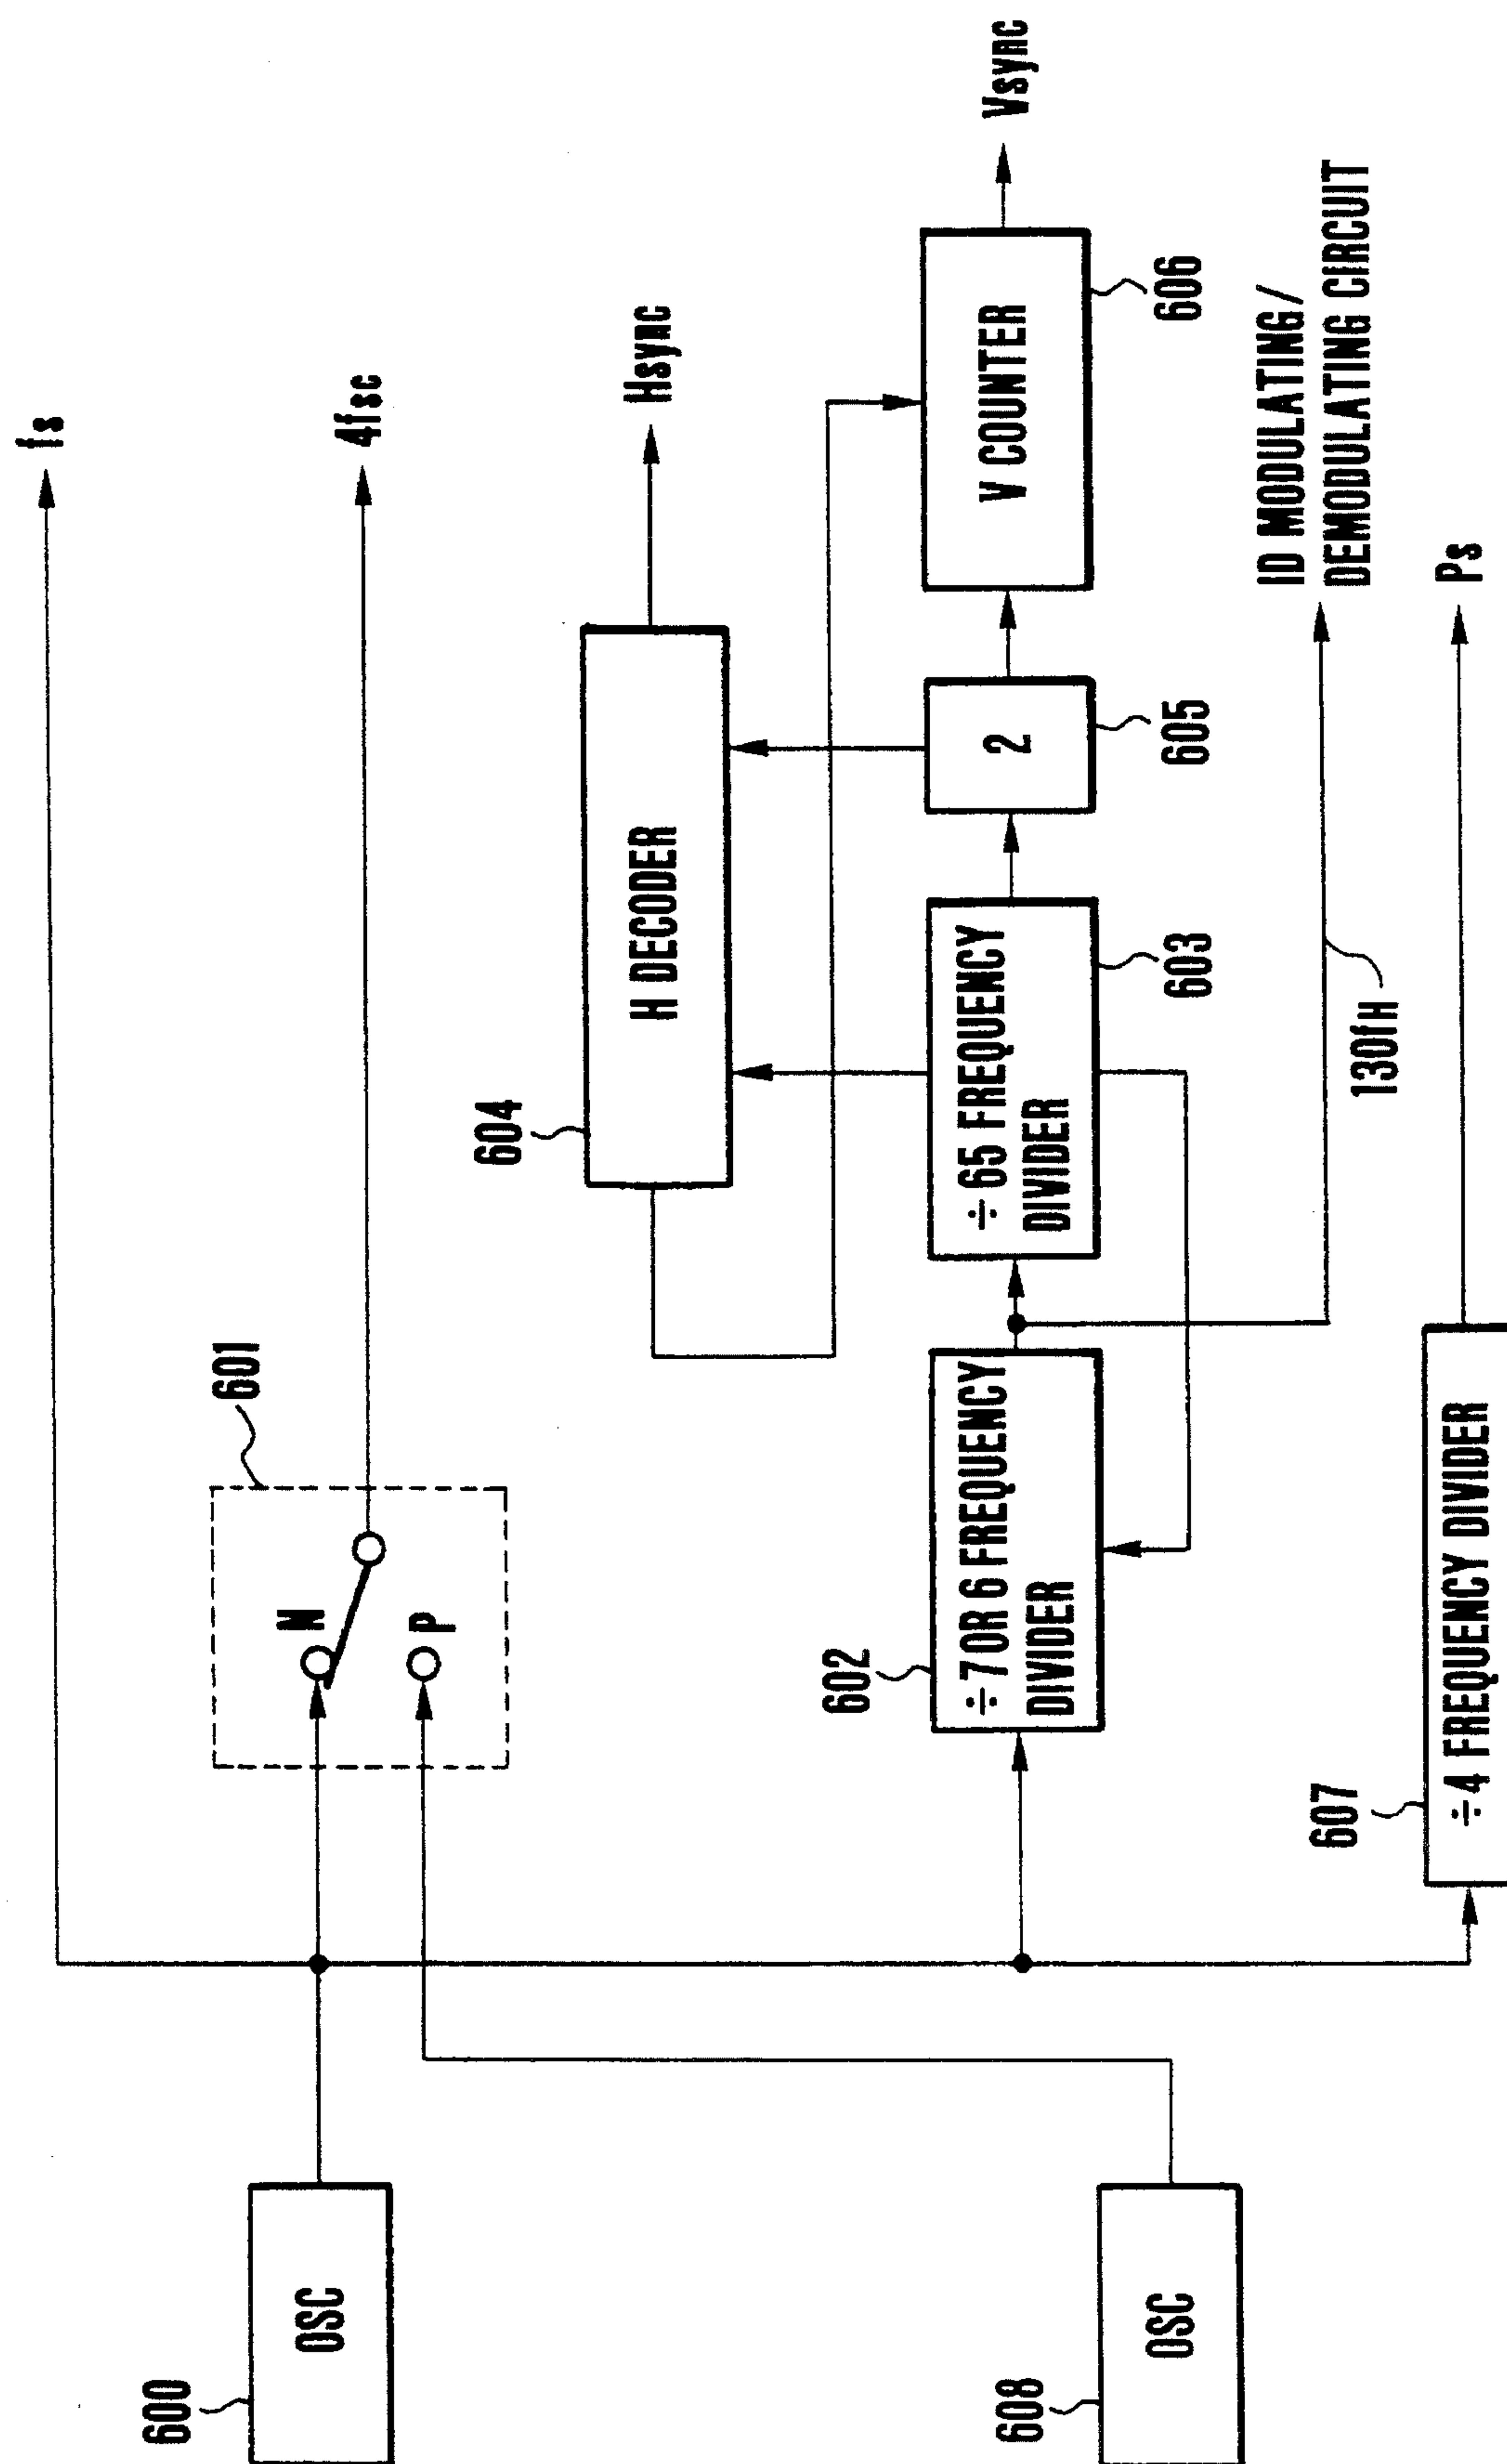 fs
4fsc
601
N
P
Hsync
604
H DECODER
Vsync
602
÷7 OR 6 FREQUENCY
DIVIDER
÷65 FREQUENCY
DIVIDER
603
2
605
V COUNTER
606
130fH
ID MODULATING/
DEMODULATING CIRCUIT
607
÷4 FREQUENCY DIVIDER
Ps
600
OSC
608
OSC